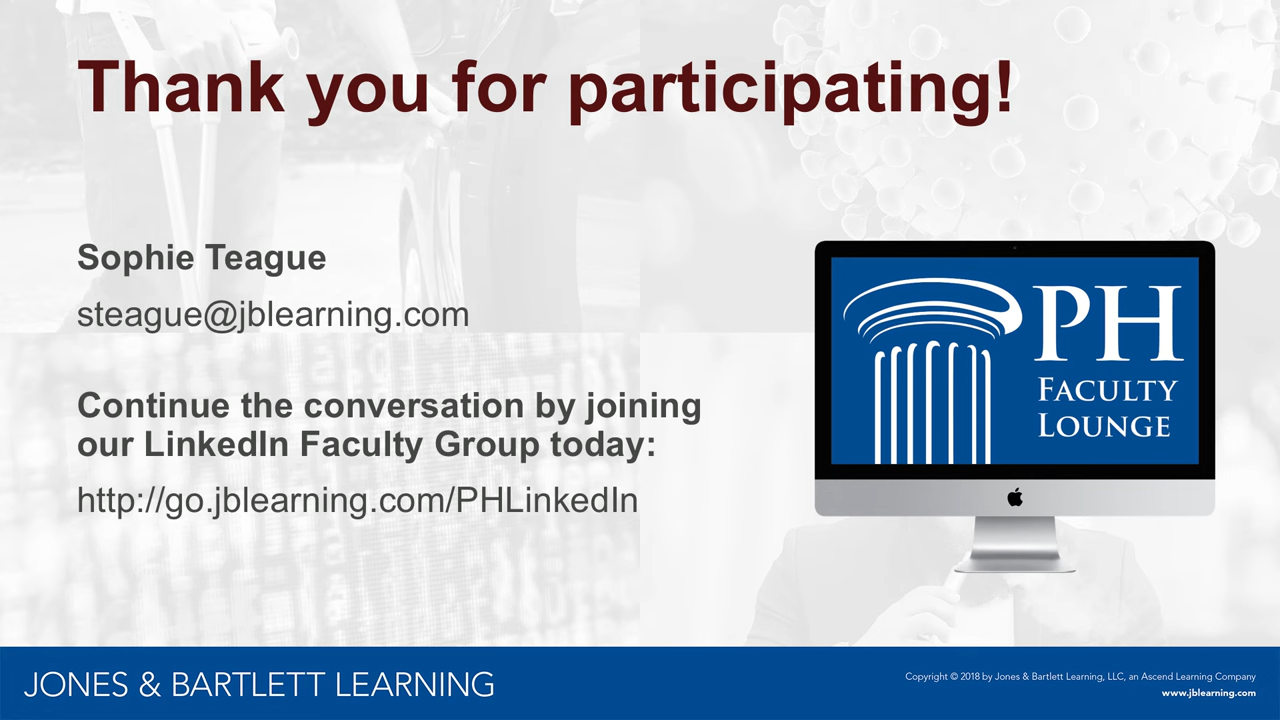 Thank you for participating!
Sophie Teague
steague@jblearning.com
Continue the conversation by joining
our LinkedIn Faculty Group today:
http://go.jblearning.com/PHLinkedIn
PH
FACULTY
LOUNGE
JONES & BARTLETT LEARNING
Copyright © 2018 by Jones & Bartlett Learning, LLC, an Ascend Learning Company
www.jblearning.com